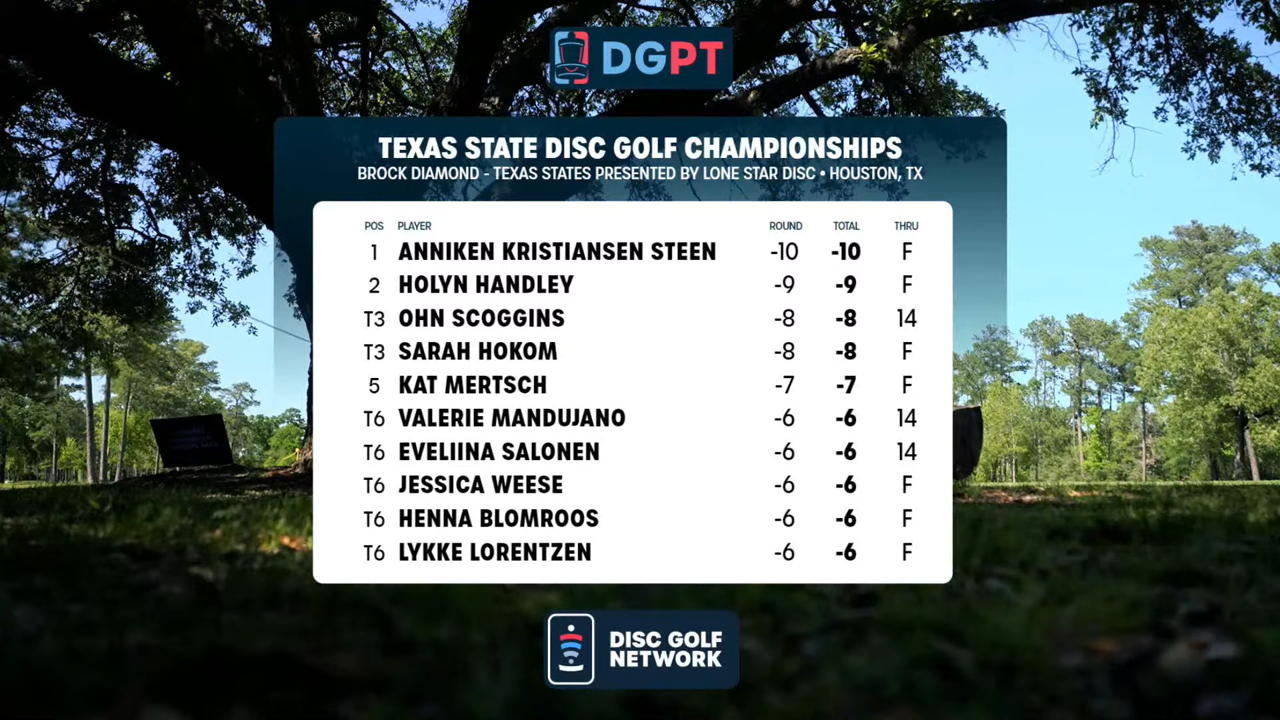 DGPT
TEXAS STATE DISC GOLF CHAMPIONSHIPS
BROCK DIAMOND - TEXAS STATES PRESENTED BY LONE STAR DISC • HOUSTON, TX
POS PLAYER ROUND TOTAL THRU
1 ANNIKEN KRISTIANSEN STEEN -10 -10 F
2 HOLYN HANDLEY -9 -9 F
T3 OHN SCOGGINS -8 -8 14
T3 SARAH HOKOM -8 -8 F
5 KAT MERTSCH -7 -7 F
T6 VALERIE MANDUJANO -6 -6 14
T6 EVELIINA SALONEN -6 -6 14
T6 JESSICA WEESE -6 -6 F
T6 HENNA BLOMROOS -6 -6 F
T6 LYKKE LORENTZEN -6 -6 F
DISC GOLF
NETWORK